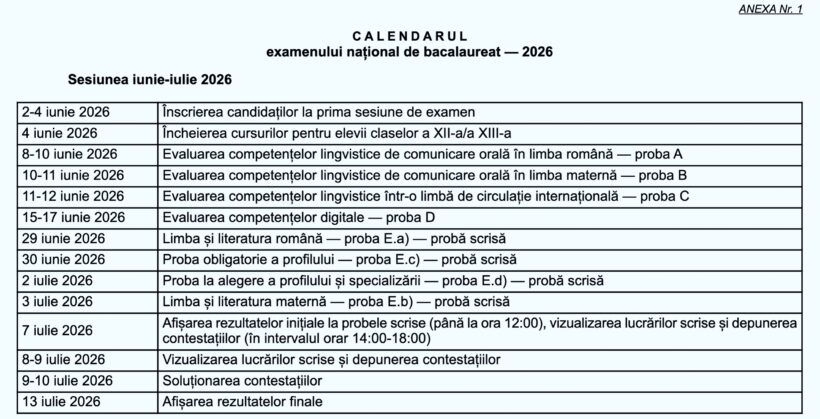 ANEXA Nr. 1
CALENDARUL
examenului național de bacalaureat — 2026
Sesiunea iunie-iulie 2026
2-4 iunie 2026 Înscrierea candidaților la prima sesiune de examen
4 iunie 2026 Încheierea cursurilor pentru elevii claselor a XII-a/a XIII-a
8-10 iunie 2026 Evaluarea competențelor lingvistice de comunicare orală în limba română — proba A
10-11 iunie 2026 Evaluarea competențelor lingvistice de comunicare orală în limba maternă — proba B
11-12 iunie 2026 Evaluarea competențelor lingvistice într-o limbă de circulație internațională — proba C
15-17 iunie 2026 Evaluarea competențelor digitale — proba D
29 iunie 2026 Limba și literatura română — proba E.a) — probă scrisă
30 iunie 2026 Proba obligatorie a profilului — proba E.c) — probă scrisă
2 iulie 2026 Proba la alegere a profilului și specializării — proba E.d) — probă scrisă
3 iulie 2026 Limba și literatura maternă — proba E.b) — probă scrisă
7 iulie 2026 Afișarea rezultatelor inițiale la probele scrise (până la ora 12:00), vizualizarea lucrărilor scrise și depunerea
contestațiilor (în intervalul orar 14:00-18:00)
8-9 iulie 2026 Vizualizarea lucrărilor scrise și depunerea contestațiilor
9-10 iulie 2026 Soluționarea contestațiilor
13 iulie 2026 Afișarea rezultatelor finale